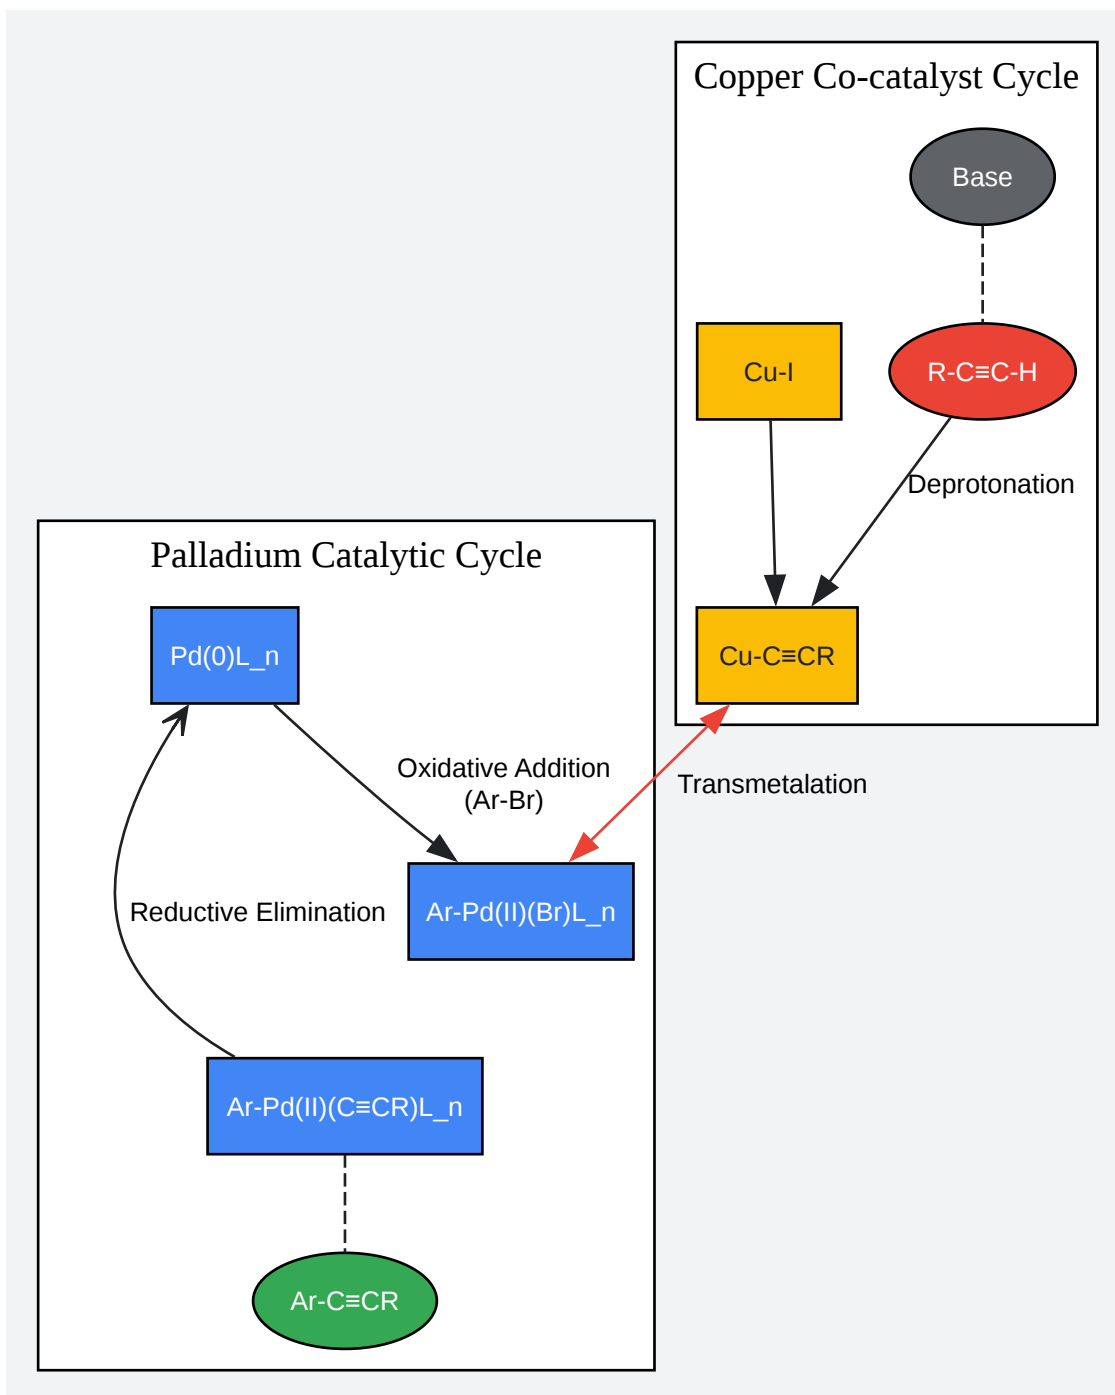 Copper Co-catalyst Cycle
Base
Cu-I
R-C≡C-H
Deprotonation
Cu-C≡CR
Transmetalation
Palladium Catalytic Cycle
Pd(0)L_n
Oxidative Addition
(Ar-Br)
Ar-Pd(II)(Br)L_n
Reductive Elimination
Ar-Pd(II)(C≡CR)L_n
Ar-C≡CR